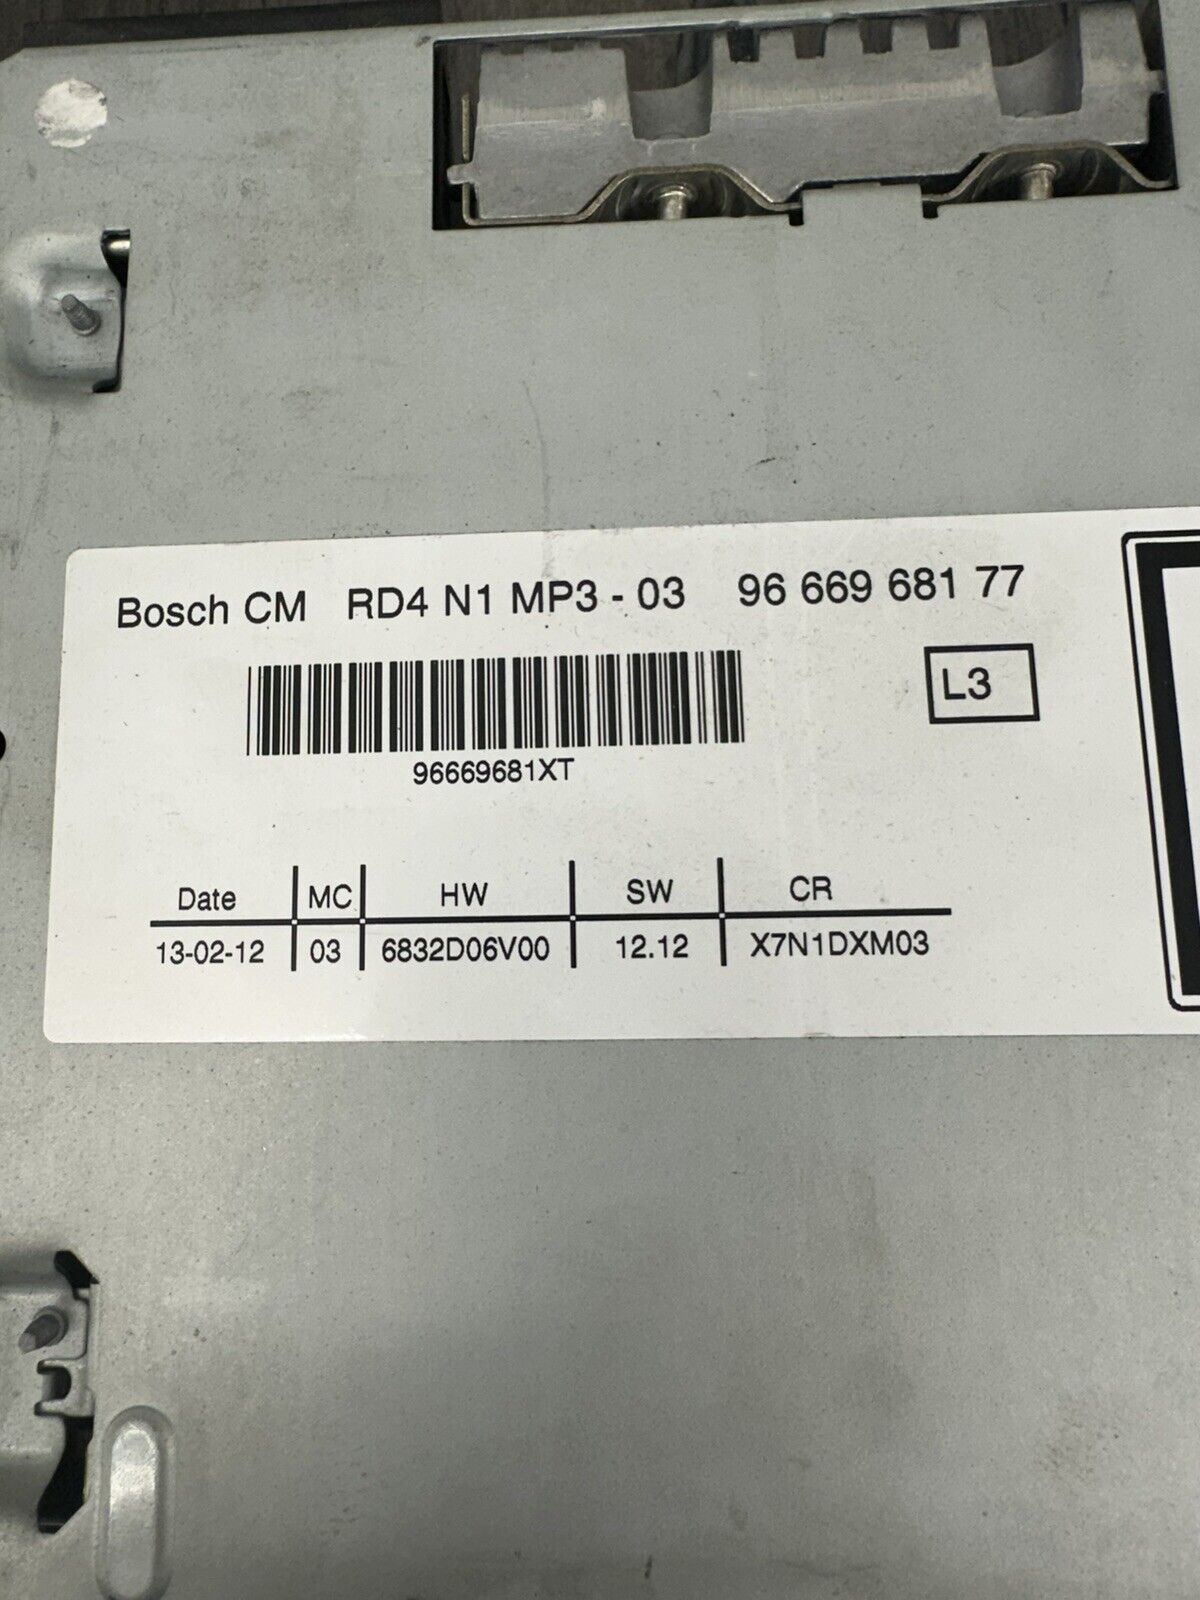 Bosch CM RD4 N1 MP3 - 03 96 669 681 77
L3
96669681XT
Date MC HW SW CR
13-02-12 03 6832D06V00 12.12 X7N1DXM03